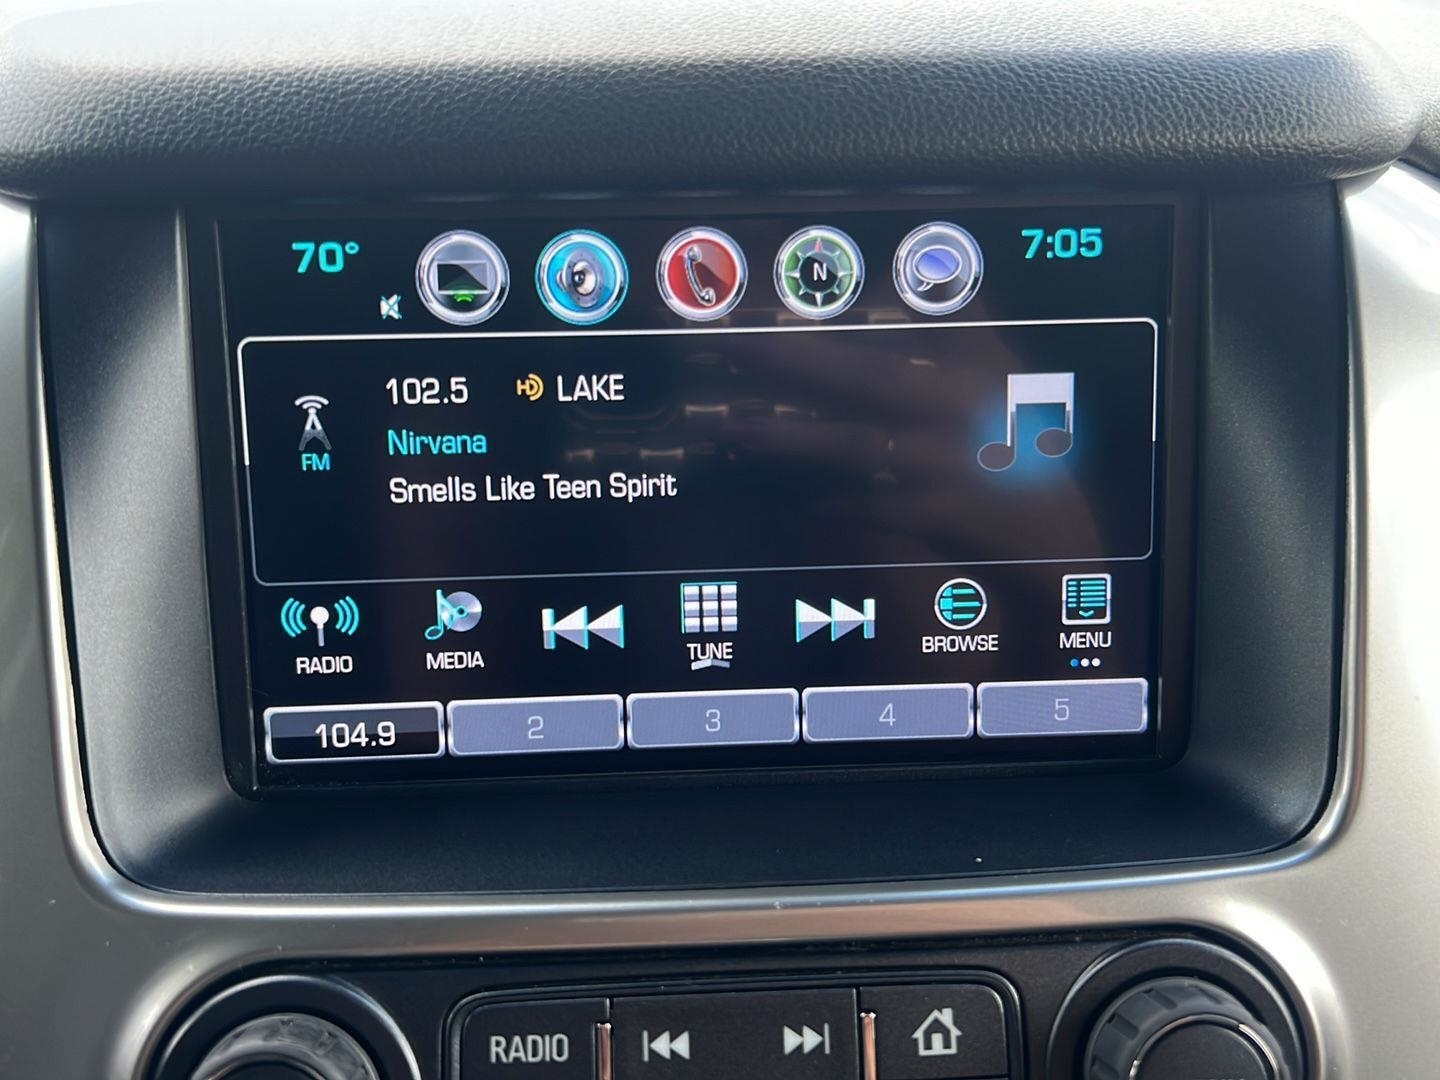 70°
N
7:05
102.5 HD LAKE
Nirvana
FM
Smells Like Teen Spirit
RADIO
MEDIA
TUNE
BROWSE
MENU
104.9
2
3
4
5
RADIO